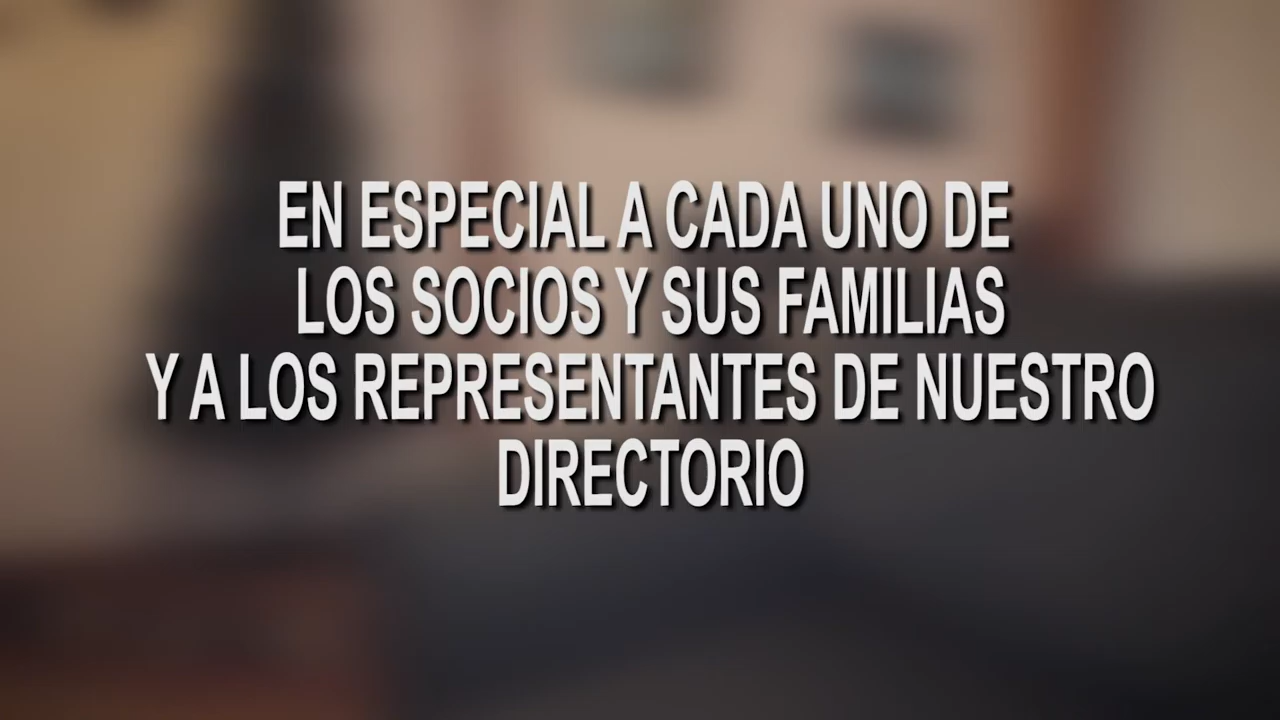 EN ESPECIAL A CADA UNO DE
LOS SOCIOS Y SUS FAMILIAS
Y A LOS REPRESENTANTES DE NUESTRO
DIRECTORIO